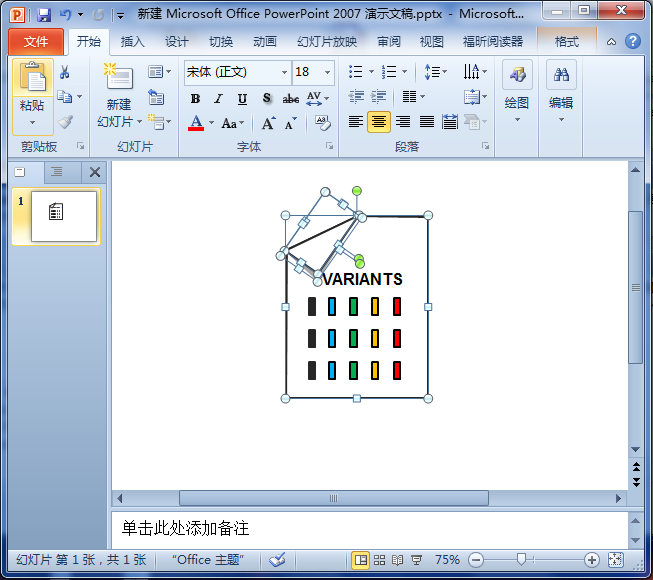 新建 Microsoft Office PowerPoint 2007 演示文稿.pptx - Microsoft...
文件 开始 插入 设计 切换 动画 幻灯片放映 审阅 视图 福昕阅读器 格式
粘贴
新建
幻灯片
宋体 (正文) 18
B I U S abc AV
A Aa A A
绘图 编辑
剪贴板 幻灯片 字体 段落
1
VARIANTS
单击此处添加备注
幻灯片 第 1 张，共 1 张 “Office 主题” 75%